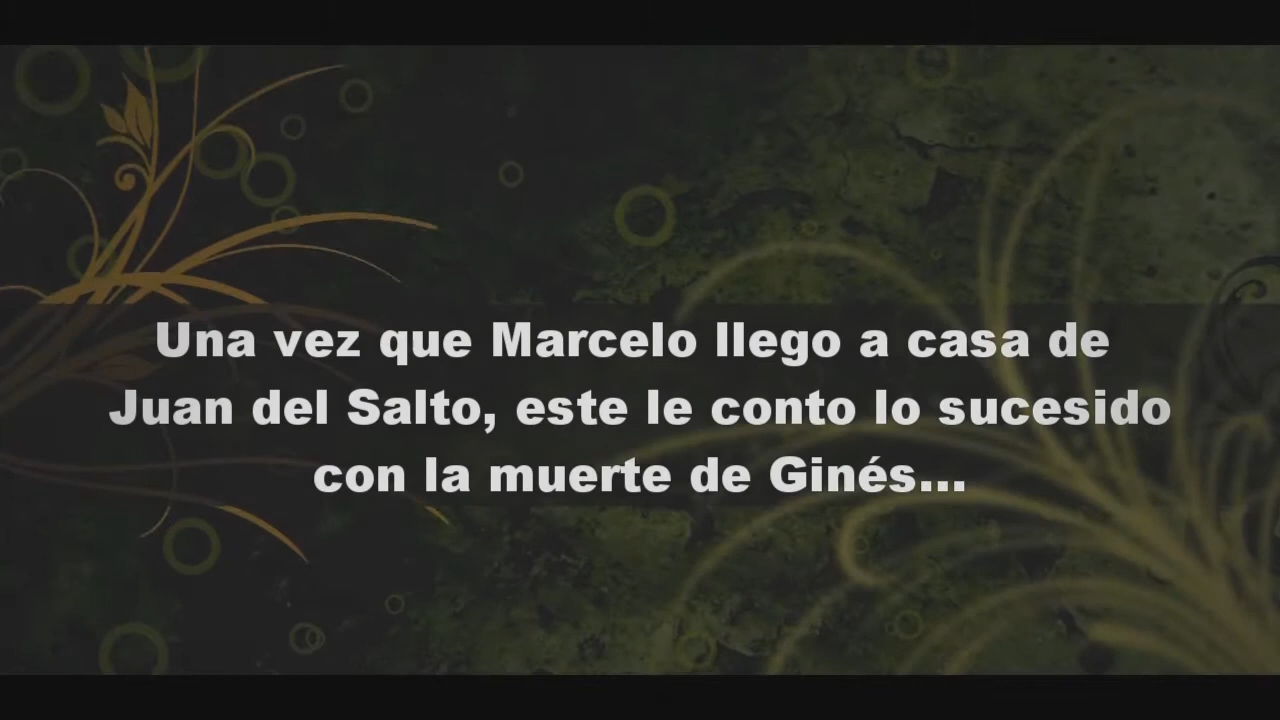 Una vez que Marcelo llego a casa de
Juan del Salto, este le conto lo sucesido
con la muerte de Ginés...